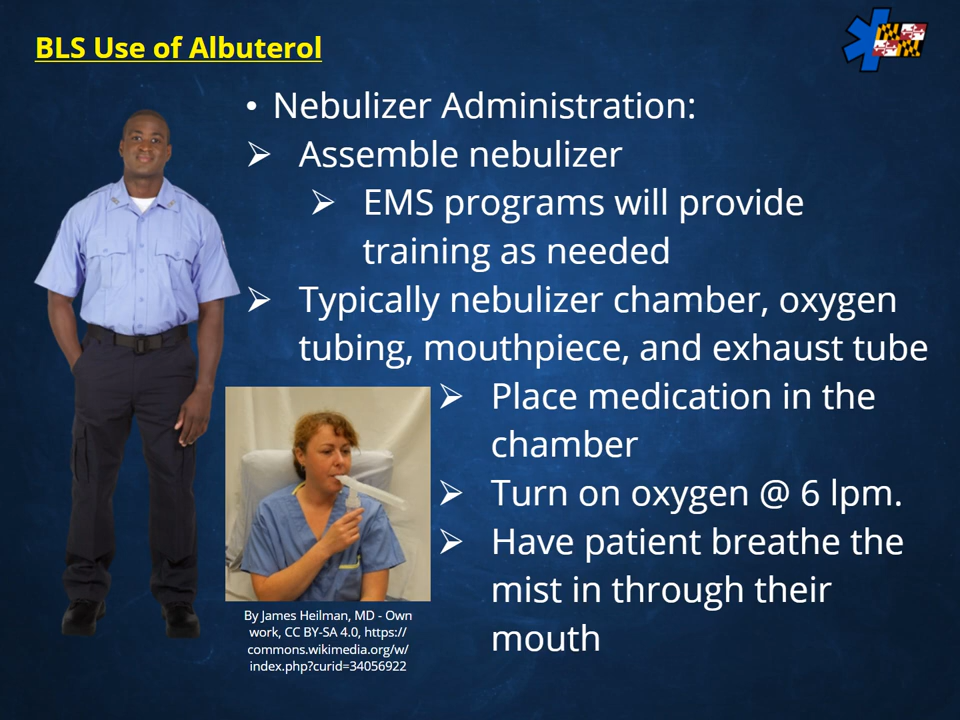 BLS Use of Albuterol
• Nebulizer Administration:
➢ Assemble nebulizer
➢ EMS programs will provide
training as needed
➢ Typically nebulizer chamber, oxygen
tubing, mouthpiece, and exhaust tube
➢ Place medication in the
chamber
➢ Turn on oxygen @ 6 lpm.
➢ Have patient breathe the
mist in through their
mouth
By James Heilman, MD - Own
work, CC BY-SA 4.0, https://
commons.wikimedia.org/w/
index.php?curid=34056922